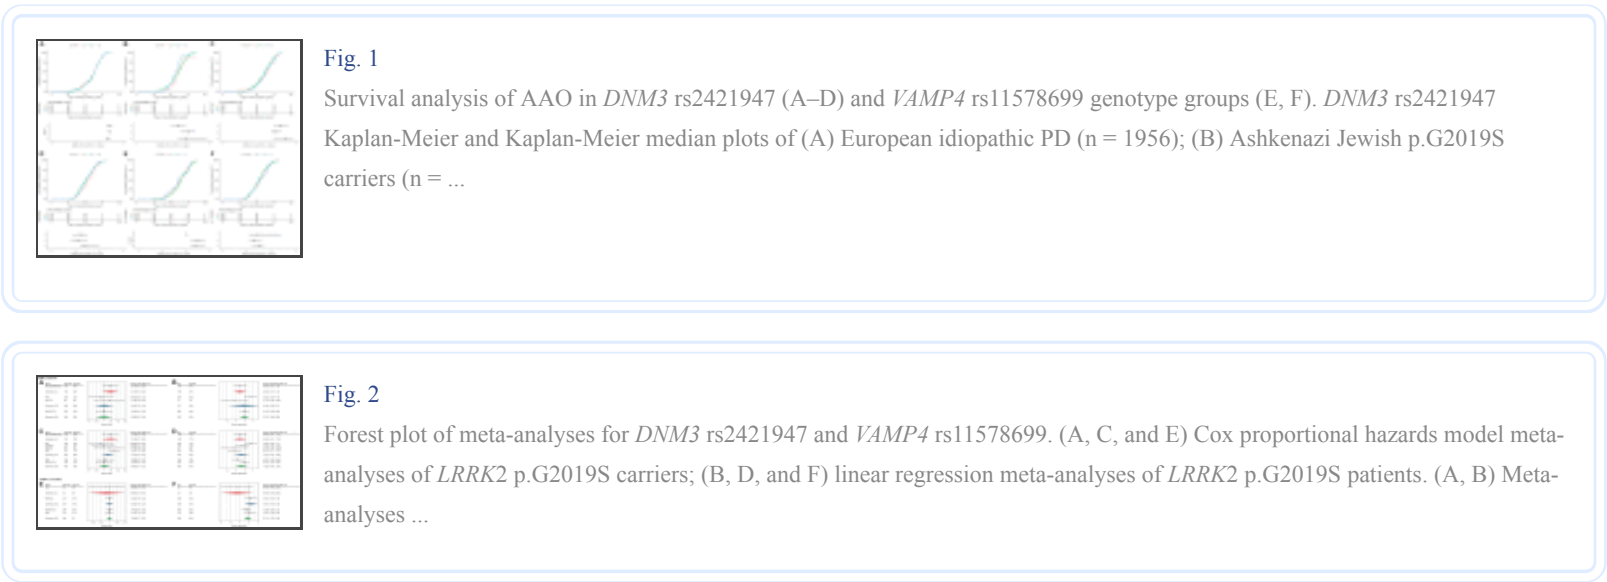 Fig. 1
Survival analysis of AAO in DNM3 rs2421947 (A–D) and VAMP4 rs11578699 genotype groups (E, F). DNM3 rs2421947
Kaplan-Meier and Kaplan-Meier median plots of (A) European idiopathic PD (n = 1956); (B) Ashkenazi Jewish p.G2019S
carriers (n = ...
Fig. 2
Forest plot of meta-analyses for DNM3 rs2421947 and VAMP4 rs11578699. (A, C, and E) Cox proportional hazards model meta-
analyses of LRRK2 p.G2019S carriers; (B, D, and F) linear regression meta-analyses of LRRK2 p.G2019S patients. (A, B) Meta-
analyses ...